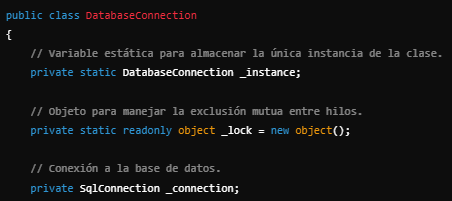 public class DatabaseConnection
{
// Variable estática para almacenar la única instancia de la clase.
private static DatabaseConnection _instance;
// Objeto para manejar la exclusión mutua entre hilos.
private static readonly object _lock = new object();
// Conexión a la base de datos.
private SqlConnection _connection;